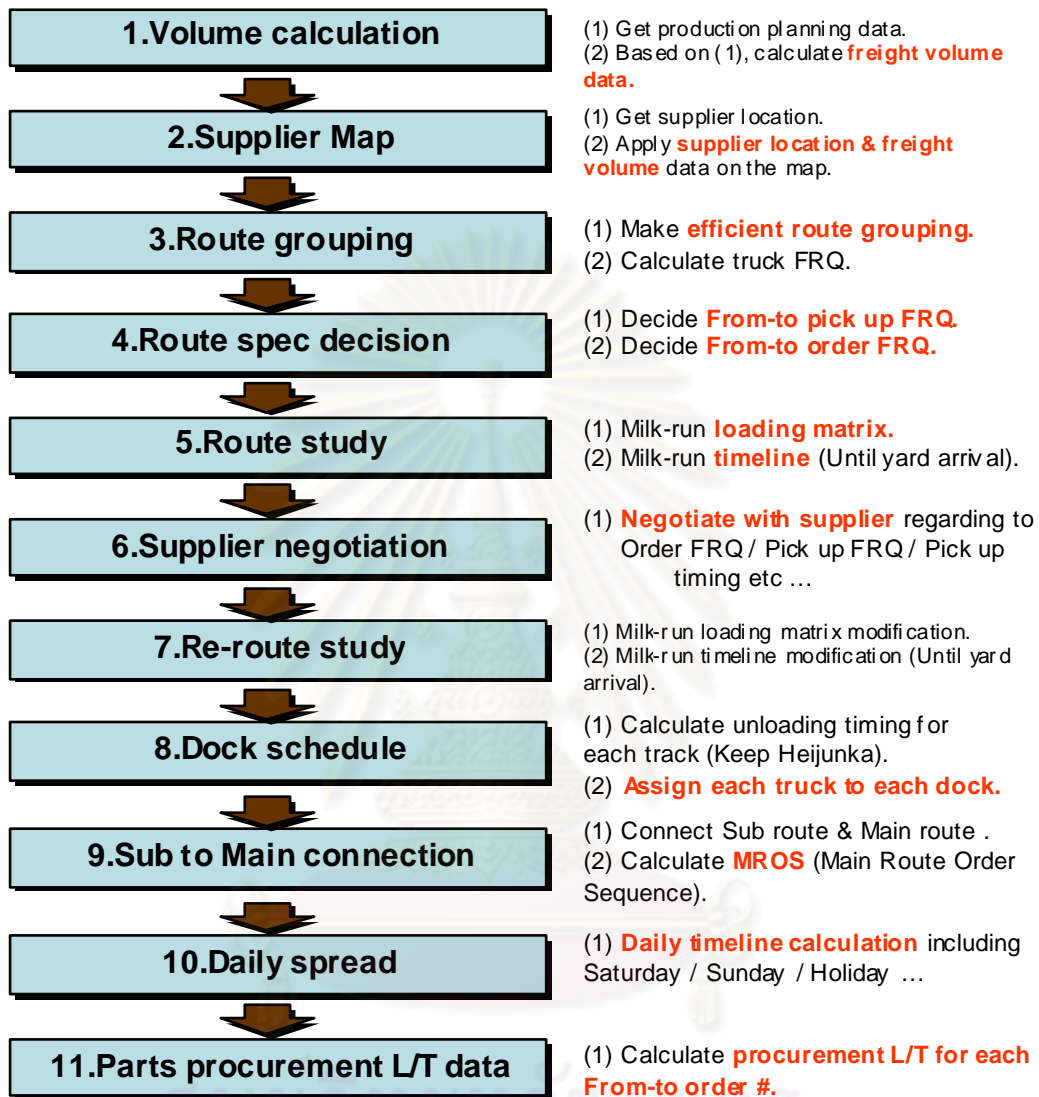 1.Volume calculation
(1) Get production planning data.
(2) Based on (1), calculate freight volume
data.
2.Supplier Map
(1) Get supplier location.
(2) Apply supplier location & freight
volume data on the map.
3.Route grouping
(1) Make efficient route grouping.
(2) Calculate truck FRQ.
4.Route spec decision
(1) Decide From-to pick up FRQ.
(2) Decide From-to order FRQ.
5.Route study
(1) Milk-run loading matrix.
(2) Milk-run timeline (Until yard arrival).
6.Supplier negotiation
(1) Negotiate with supplier regarding to
Order FRQ / Pick up FRQ / Pick up
timing etc …
7.Re-route study
(1) Milk-run loading matrix modification.
(2) Milk-run timeline modification (Until yard
arrival).
8.Dock schedule
(1) Calculate unloading timing for
each track (Keep Heijunka).
(2) Assign each truck to each dock.
9.Sub to Main connection
(1) Connect Sub route & Main route .
(2) Calculate MROS (Main Route Order
Sequence).
10.Daily spread
(1) Daily timeline calculation including
Saturday / Sunday / Holiday …
11.Parts procurement L/T data
(1) Calculate procurement L/T for each
From-to order #.